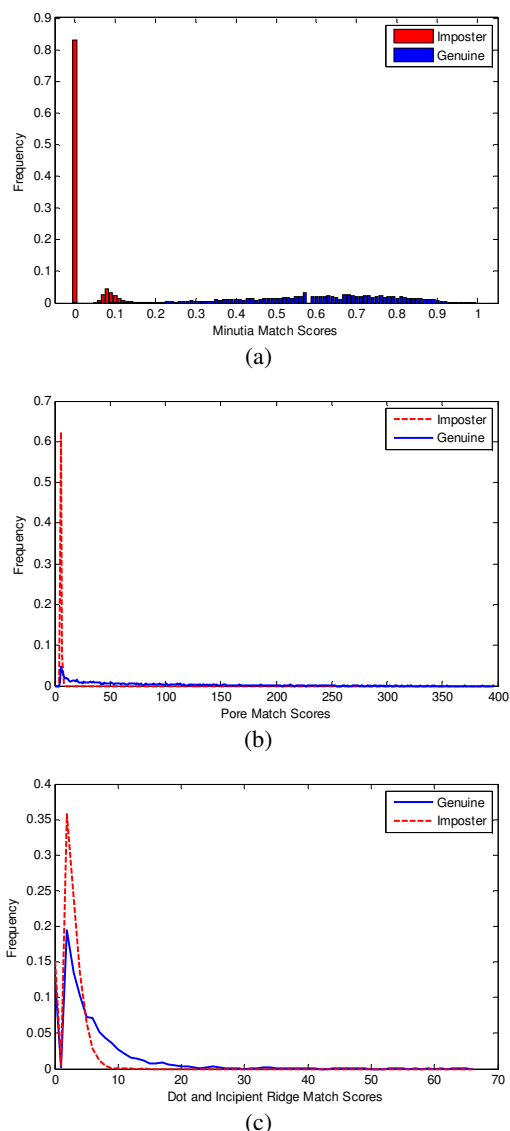 0.9
0.8
0.7
0.6
0.5
0.4
0.3
0.2
0.1
0
Frequency
Imposter
Genuine
0 0.1 0.2 0.3 0.4 0.5 0.6 0.7 0.8 0.9 1
Minutia Match Scores
(a)
0.7
0.6
0.5
0.4
0.3
0.2
0.1
0
Frequency
Imposter
Genuine
0 50 100 150 200 250 300 350 400
Pore Match Scores
(b)
0.4
0.35
0.3
0.25
0.2
0.15
0.1
0.05
0
Frequency
Genuine
Imposter
0 10 20 30 40 50 60 70
Dot and Incipient Ridge Match Scores
(c)